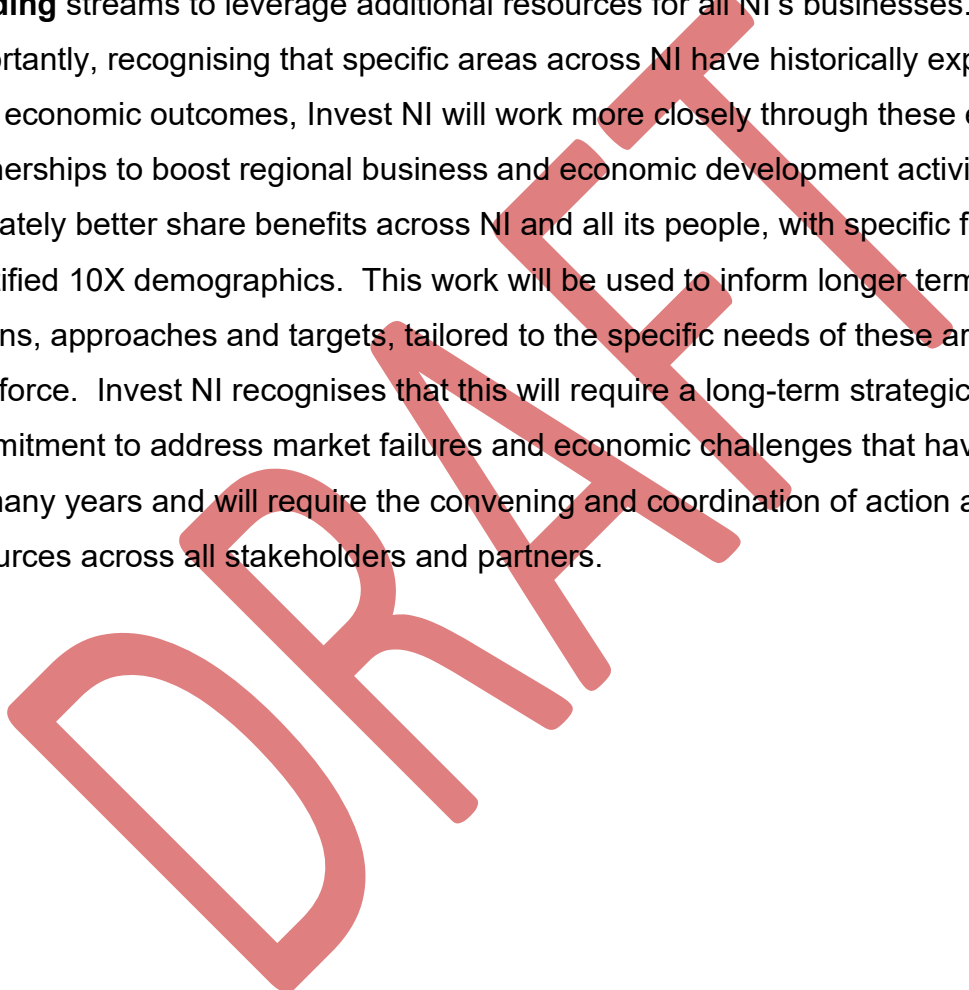 ding streams to leverage additional resources for all NI's businesses.
rtantly, recognising that specific areas across NI have historically exp
economic outcomes, Invest NI will work more closely through these e
nerships to boost regional business and economic development activi
ately better share benefits across NI and all its people, with specific f
ified 10X demographics. This work will be used to inform longer term
ns, approaches and targets, tailored to the specific needs of these ar
force. Invest NI recognises that this will require a long-term strategic
mitment to address market failures and economic challenges that hav
many years and will require the convening and coordination of action a
urces across all stakeholders and partners.
DRAFT